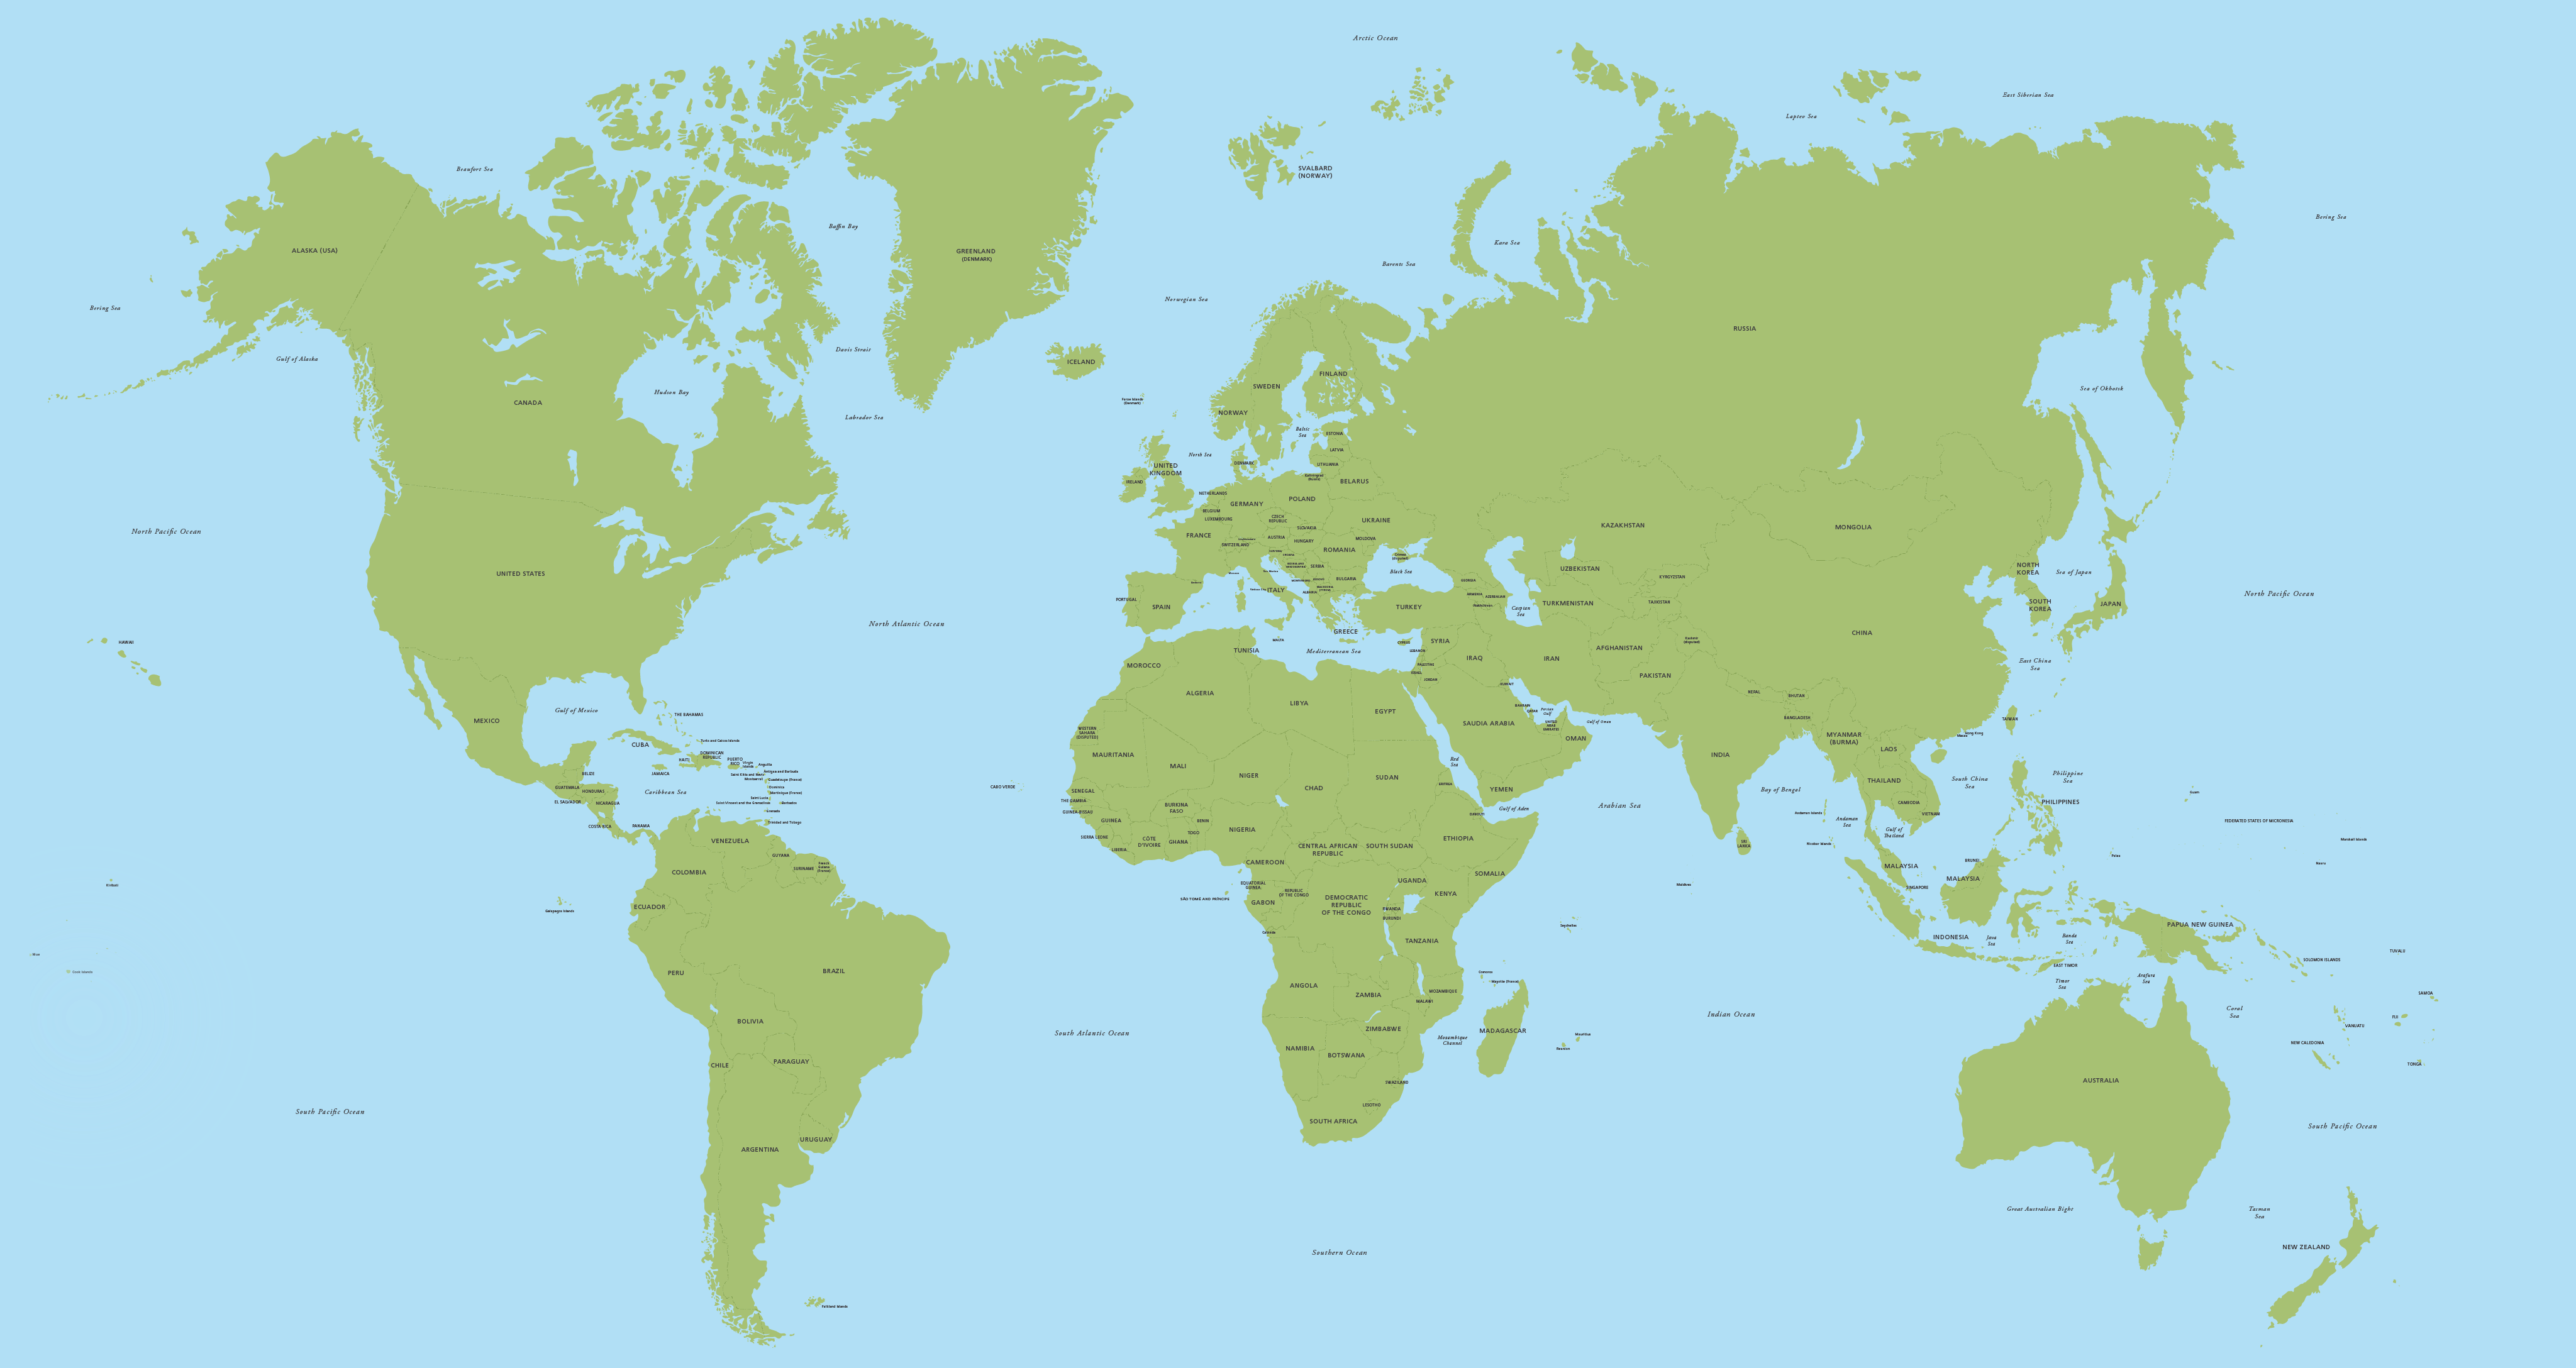 Arctic Ocean
East Siberian Sea
Laptev Sea
Beaufort Sea
SVALBARD
(NORWAY)
Bering Sea
Baffin Bay
Kara Sea
ALASKA (USA)
GREENLAND
(DENMARK)
Barents Sea
Norwegian Sea
Bering Sea
RUSSIA
Davis Strait
Gulf of Alaska
ICELAND
FINLAND
SWEDEN
Hudson Bay
Sea of Okhotsk
CANADA
Faroe Islands
(Denmark)
NORWAY
Labrador Sea
Baltic
Sea
ESTONIA
LATVIA
North Sea
DENMARK
LITHUANIA
UNITED
KINGDOM
IRELAND
Kaliningrad
(Russia)
BELARUS
NETHERLANDS
POLAND
GERMANY
BELGIUM
LUXEMBOURG
CZECH
REPUBLIC
UKRAINE
SLOVAKIA
KAZAKHSTAN
MONGOLIA
North Pacific Ocean
FRANCE
AUSTRIA
HUNGARY
MOLDOVA
SWITZERLAND
ROMANIA
SERBIA
Black Sea
UNITED STATES
BULGARIA
UZBEKISTAN
KYRGYZSTAN
NORTH
KOREA
Sea of Japan
GEORGIA
ITALY
ALBANIA
ARMENIA
AZERBAIJAN
North Pacific Ocean
PORTUGAL
SPAIN
TURKEY
Caspian
Sea
TURKMENISTAN
TAJIKISTAN
SOUTH
KOREA
JAPAN
North Atlantic Ocean
GREECE
CHINA
HAWAII
MALTA
CYPRUS
SYRIA
Kashmir
(disputed)
TUNISIA
Mediterranean Sea
LEBANON
AFGHANISTAN
MOROCCO
IRAQ
IRAN
East China
Sea
PALESTINE
ISRAEL
JORDAN
PAKISTAN
KUWAIT
ALGERIA
LIBYA
EGYPT
NEPAL
BHUTAN
BAHRAIN
QATAR
Persian
Gulf
Gulf of Mexico
THE BAHAMAS
MEXICO
SAUDIA ARABIA
UNITED
ARAB
EMIRATES
Gulf of Oman
BANGLADESH
TAIWAN
WESTERN
SAHARA
(DISPUTED)
OMAN
MYANMAR
(BURMA)
Hong Kong
Macau
Turks and Caicos Islands
CUBA
LAOS
MAURITANIA
INDIA
DOMINICAN
REPUBLIC
HAITI
PUERTO
RICO
Virgin
Islands
Anguilla
Red
Sea
MALI
JAMAICA
BELIZE
Antigua and Barbuda
Saint Kitts and Nevis
Montserrat
Guadeloupe (France)
NIGER
SUDAN
Philippine
Sea
THAILAND
South China
Sea
CABO VERDE
CHAD
ERITREA
YEMEN
Bay of Bengal
GUATEMALA
HONDURAS
Caribbean Sea
Dominica
Martinique (France)
SENEGAL
Guam
EL SALVADOR
NICARAGUA
Saint Lucia
Saint Vincent and the Grenadines
Barbados
THE GAMBIA
BURKINA
FASO
Arabian Sea
CAMBODIA
PHILIPPINES
Grenada
GUINEA-BISSAU
Gulf of Aden
DJIBOUTI
Andaman Islands
VIETNAM
Trinidad and Tobago
GUINEA
BENIN
Andaman
Sea
FEDERATED STATES OF MICRONESIA
COSTA RICA
PANAMA
NIGERIA
Gulf of
Thailand
SIERRA LEONE
TOGO
CÔTE
D'IVOIRE
GHANA
ETHIOPIA
SRI
LANKA
Nicobar Islands
Marshall Islands
VENEZUELA
LIBERIA
CENTRAL AFRICAN
REPUBLIC
SOUTH SUDAN
GUYANA
CAMEROON
BRUNEI
Palau
Nauru
SURINAME
French
Guiana
(France)
COLOMBIA
SOMALIA
MALAYSIA
MALAYSIA
Kiribati
EQUATORIAL
GUINEA
UGANDA
Maldives
SINGAPORE
REPUBLIC
OF THE CONGO
KENYA
SÃO TOMÉ AND PRÍNCIPE
GABON
DEMOCRATIC
REPUBLIC
OF THE CONGO
ECUADOR
Galapagos Islands
RWANDA
BURUNDI
Seychelles
PAPUA NEW GUINEA
Cabinda
TANZANIA
INDONESIA
Java
Sea
Banda
Sea
TUVALU
SOLOMON ISLANDS
EAST TIMOR
Cook Islands
PERU
BRAZIL
Comoros
Mayotte (France)
Arafura
Sea
Timor
Sea
ANGOLA
ZAMBIA
MOZAMBIQUE
MALAWI
SAMOA
Coral
Sea
Indian Ocean
FIJI
BOLIVIA
VANUATU
South Atlantic Ocean
ZIMBABWE
MADAGASCAR
Mauritius
Mozambique
Channel
NEW CALEDONIA
NAMIBIA
Reunion
BOTSWANA
PARAGUAY
TONGA
CHILE
AUSTRALIA
SWAZILAND
LESOTHO
South Pacific Ocean
SOUTH AFRICA
South Pacific Ocean
URUGUAY
ARGENTINA
Great Australian Bight
Tasman
Sea
NEW ZEALAND
Southern Ocean
Falkland Islands